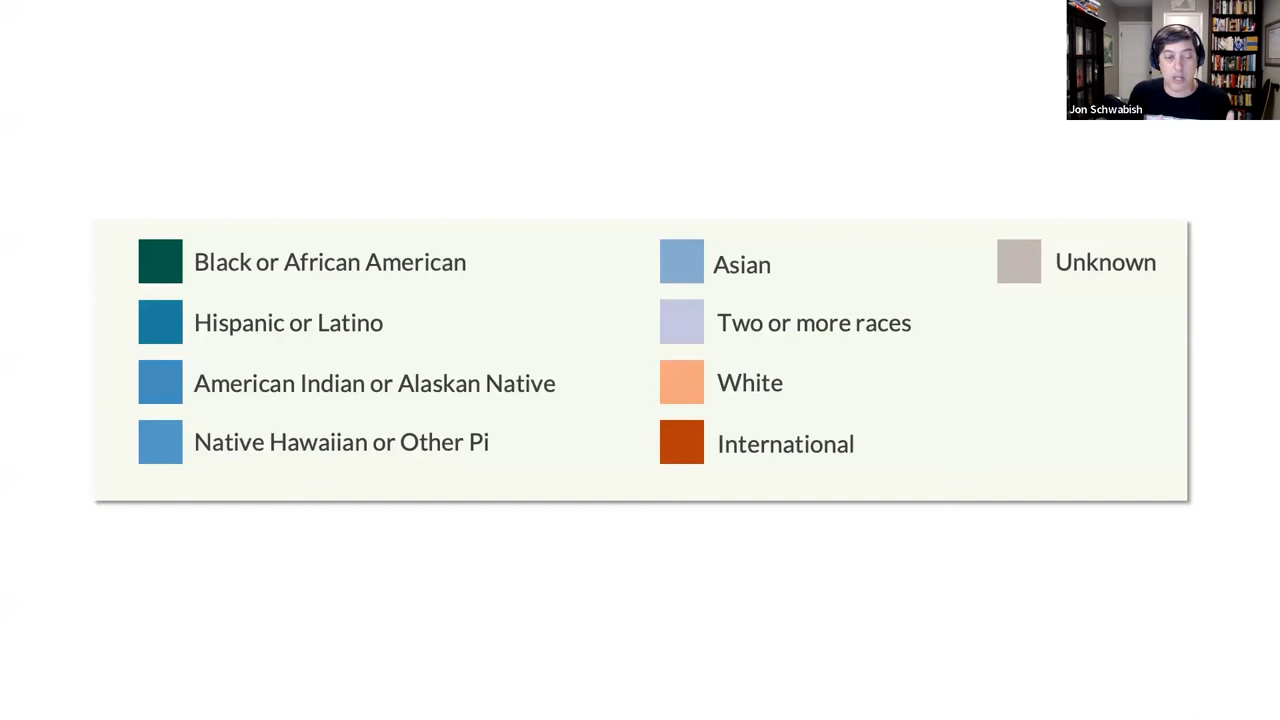 Jon Schwabish
Black or African American
Hispanic or Latino
American Indian or Alaskan Native
Native Hawaiian or Other Pi
Asian
Two or more races
White
International
Unknown